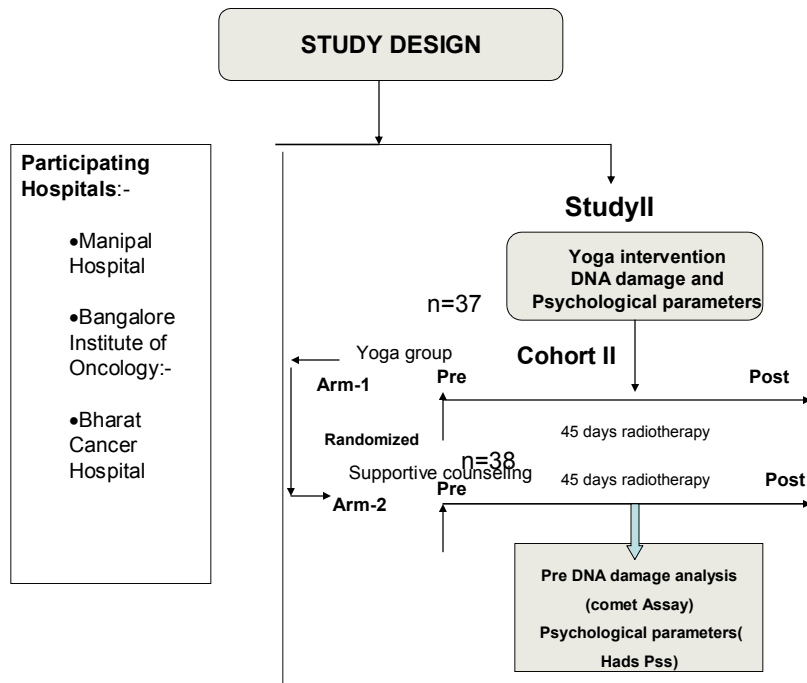 STUDY DESIGN
Participating
Hospitals:-
•Manipal
Hospital
•Bangalore
Institute of
Oncology:-
•Bharat
Cancer
Hospital
StudyII
Yoga intervention
DNA damage and
Psychological parameters
n=37
Yoga group
Cohort II
Arm-1
Pre
Post
Randomized
45 days radiotherapy
n=38
Supportive counseling
45 days radiotherapy
Arm-2
Pre
Post
Pre DNA damage analysis
(comet Assay)
Psychological parameters(
Hads Pss)